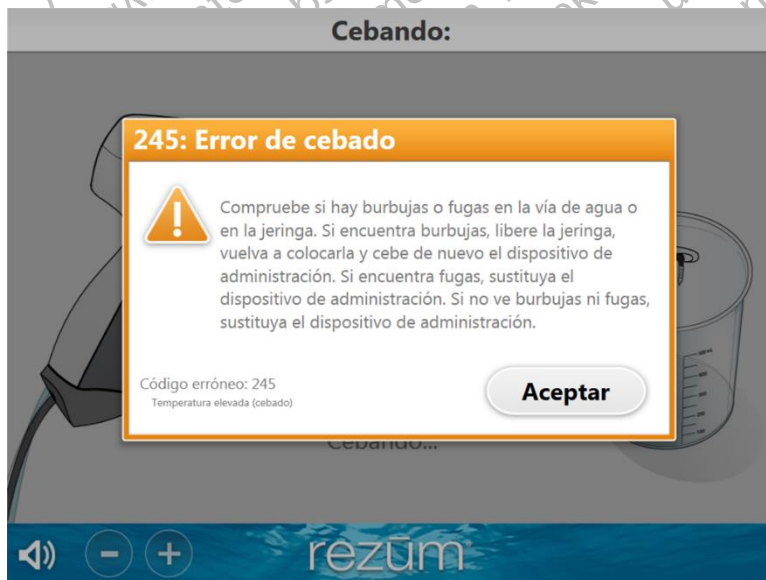 Cebando:
245: Error de cebado
Compruebe si hay burbujas o fugas en la vía de agua o
en la jeringa. Si encuentra burbujas, libere la jeringa,
vuelva a colocarla y cebe de nuevo el dispositivo de
administración. Si encuentra fugas, sustituya el
dispositivo de administración. Si no ve burbujas ni fugas,
sustituya el dispositivo de administración.
Código erróneo: 245
Temperatura elevada (cebado)
Aceptar
Cebando...
rezūm